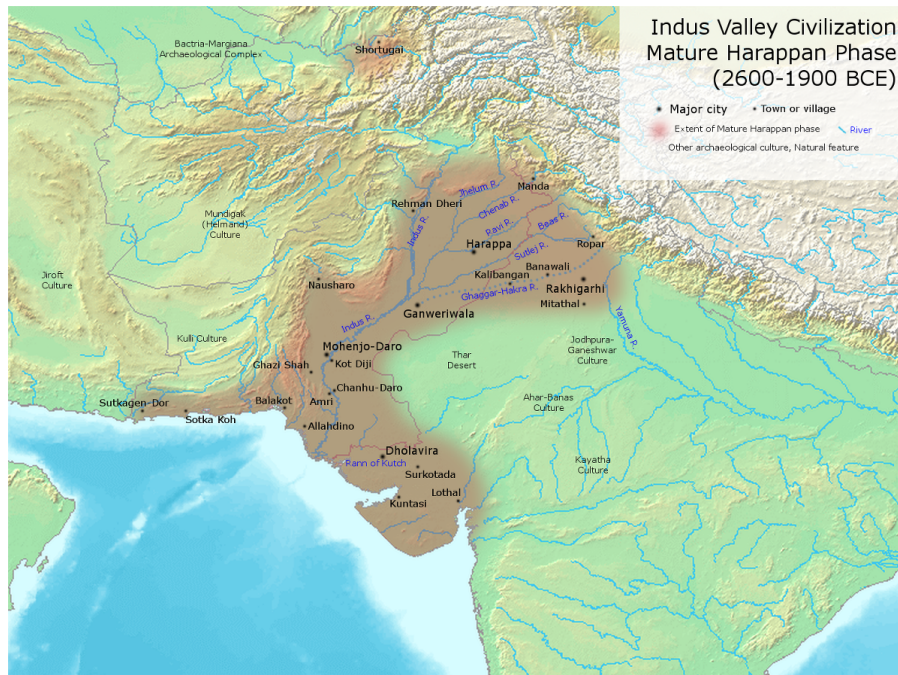 Indus Valley Civilization
Mature Harappan Phase
(2600-1900 BCE)
Major city
Town or village
Extent of Mature Harappan phase
River
Other archaeological culture, Natural feature
Bactria-Margiana
Archaeological Complex
Shortugai
Manda
Jhelum R.
Rehman Dheri
Chenab R.
Indus R.
Ravi R.
Beas R.
Mundigak
(Helmand)
Culture
Harappa
Sutlej R.
Ropar
Jiroft
Culture
Nausharo
Kalibangan
Banawali
Rakhigarhi
Ghaggar-Hakra R.
Mitathal
Ganweriwala
Indus R.
Yamuna R.
Kulli Culture
Mohenjo-Daro
Kot Diji
Ghazi Shah
Thar
Desert
Jodhpura-
Ganeshwar
Culture
Chanhu-Daro
Amri
Sutkagen-Dor
Sotka Koh
Balakot
Ahar-Banas
Culture
Allahdino
Dholavira
Rann of Kutch
Surkotada
Kayatha
Culture
Lothal
Kuntasi